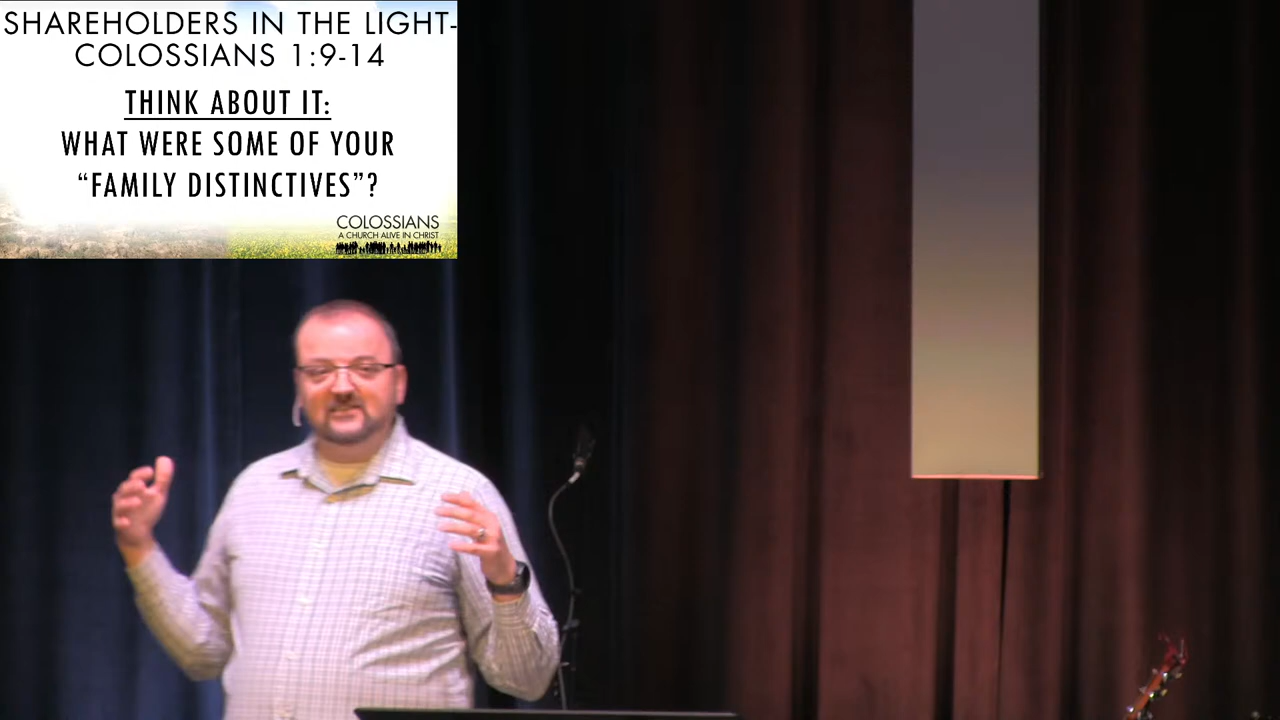 SHAREHOLDERS IN THE LIGHT-
COLOSSIANS 1:9-14
THINK ABOUT IT:
WHAT WERE SOME OF YOUR
“FAMILY DISTINCTIVES”?
COLOSSIANS
A CHURCH ALIVE IN CHRIST